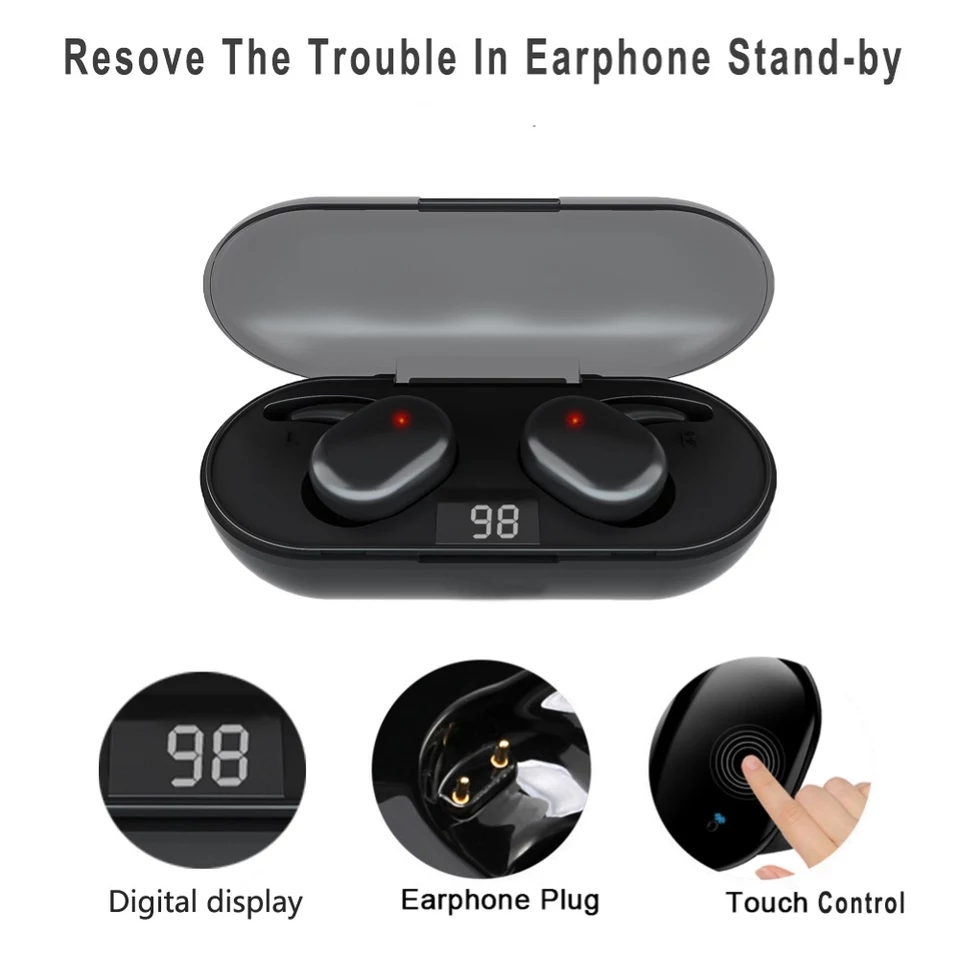 Resove The Trouble In Earphone Stand-by
L
R
98
98
Digital display
Earphone Plug
Touch Control